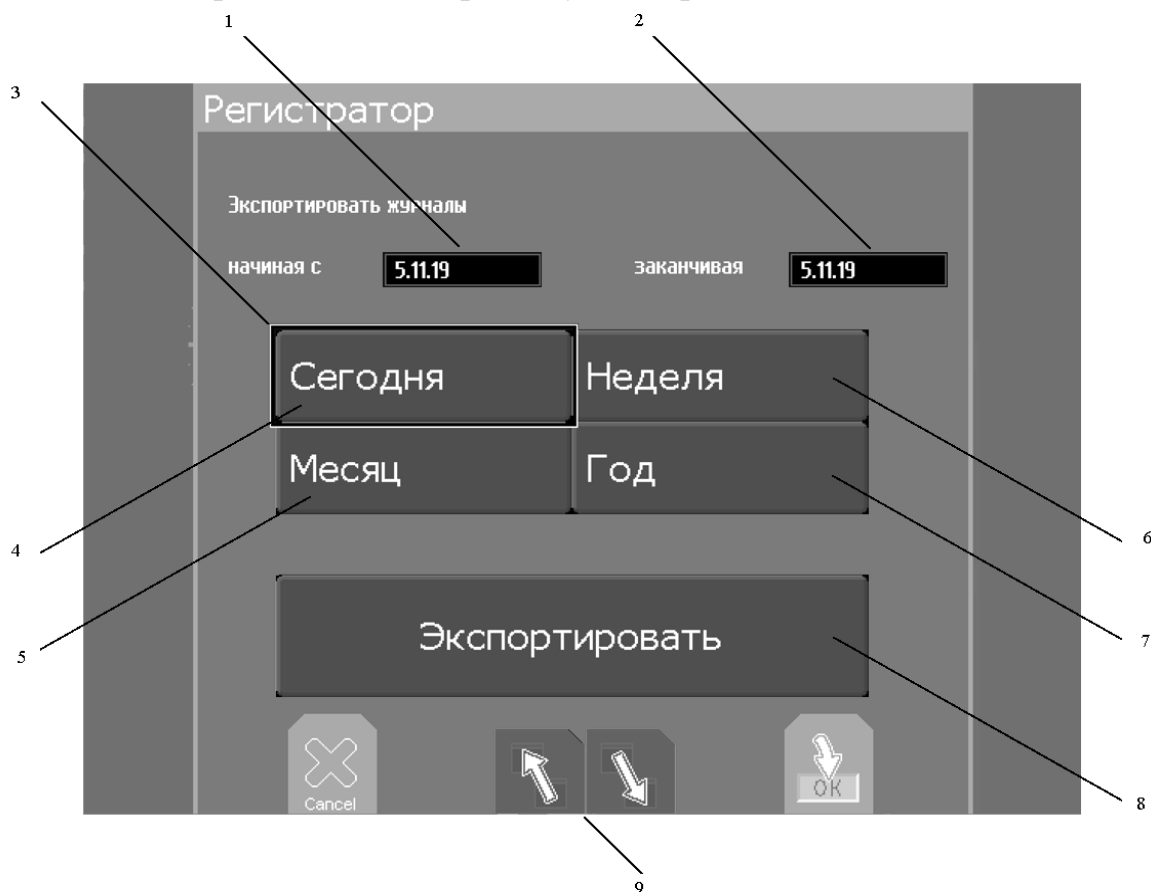 1
2
3
Регистратор
Экспортировать журналы
начиная с 5.11.19 заканчивая 5.11.19
Сегодня Неделя
Месяц Год
4
6
Экспортировать
5
7
Cancel
OK
8
9